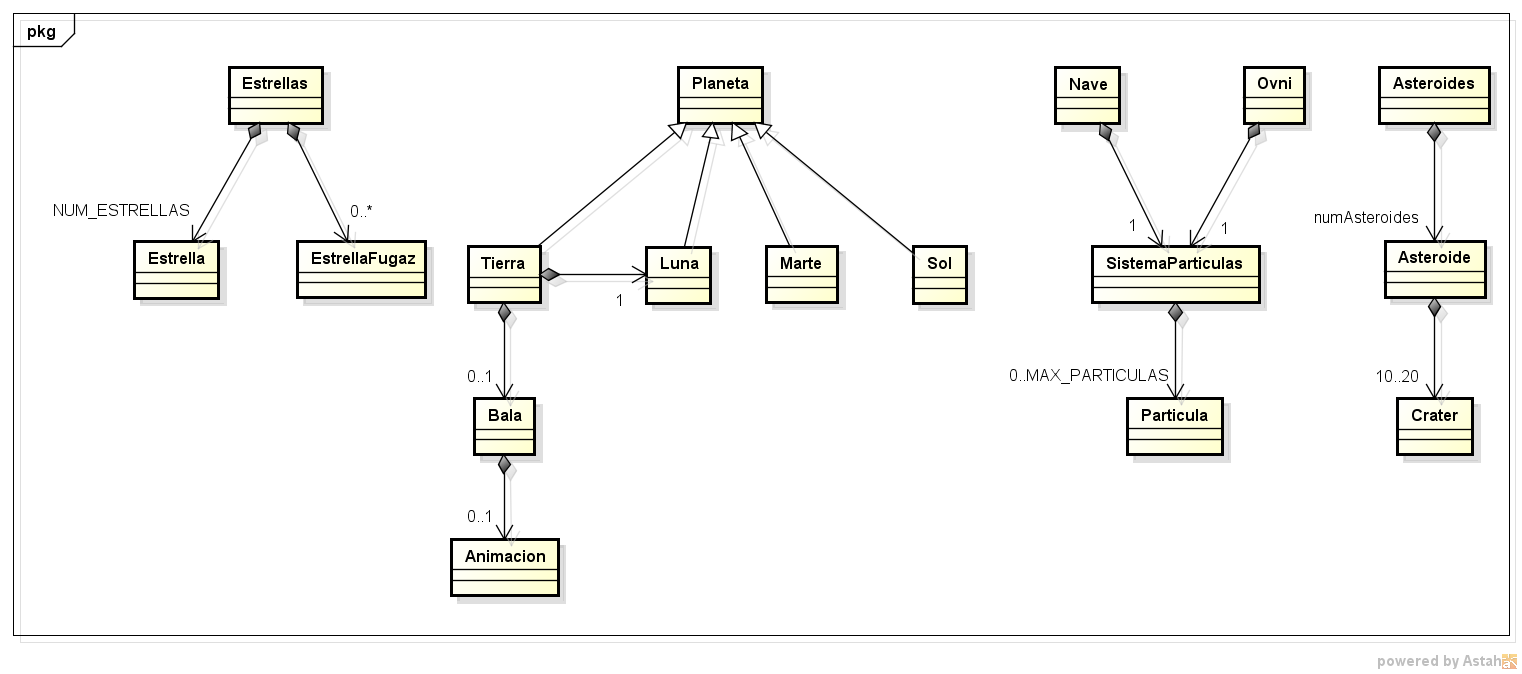 pkg
Estrellas
Planeta
Nave
Ovni
Asteroides
NUM_ESTRELLAS
0..*
1
1
numAsteroides
Estrella
EstrellaFugaz
Tierra
Luna
Marte
Sol
SistemaParticulas
Asteroide
1
0..1
0..MAX_PARTICULAS
10..20
Bala
Particula
Crater
0..1
Animacion
powered by Astah